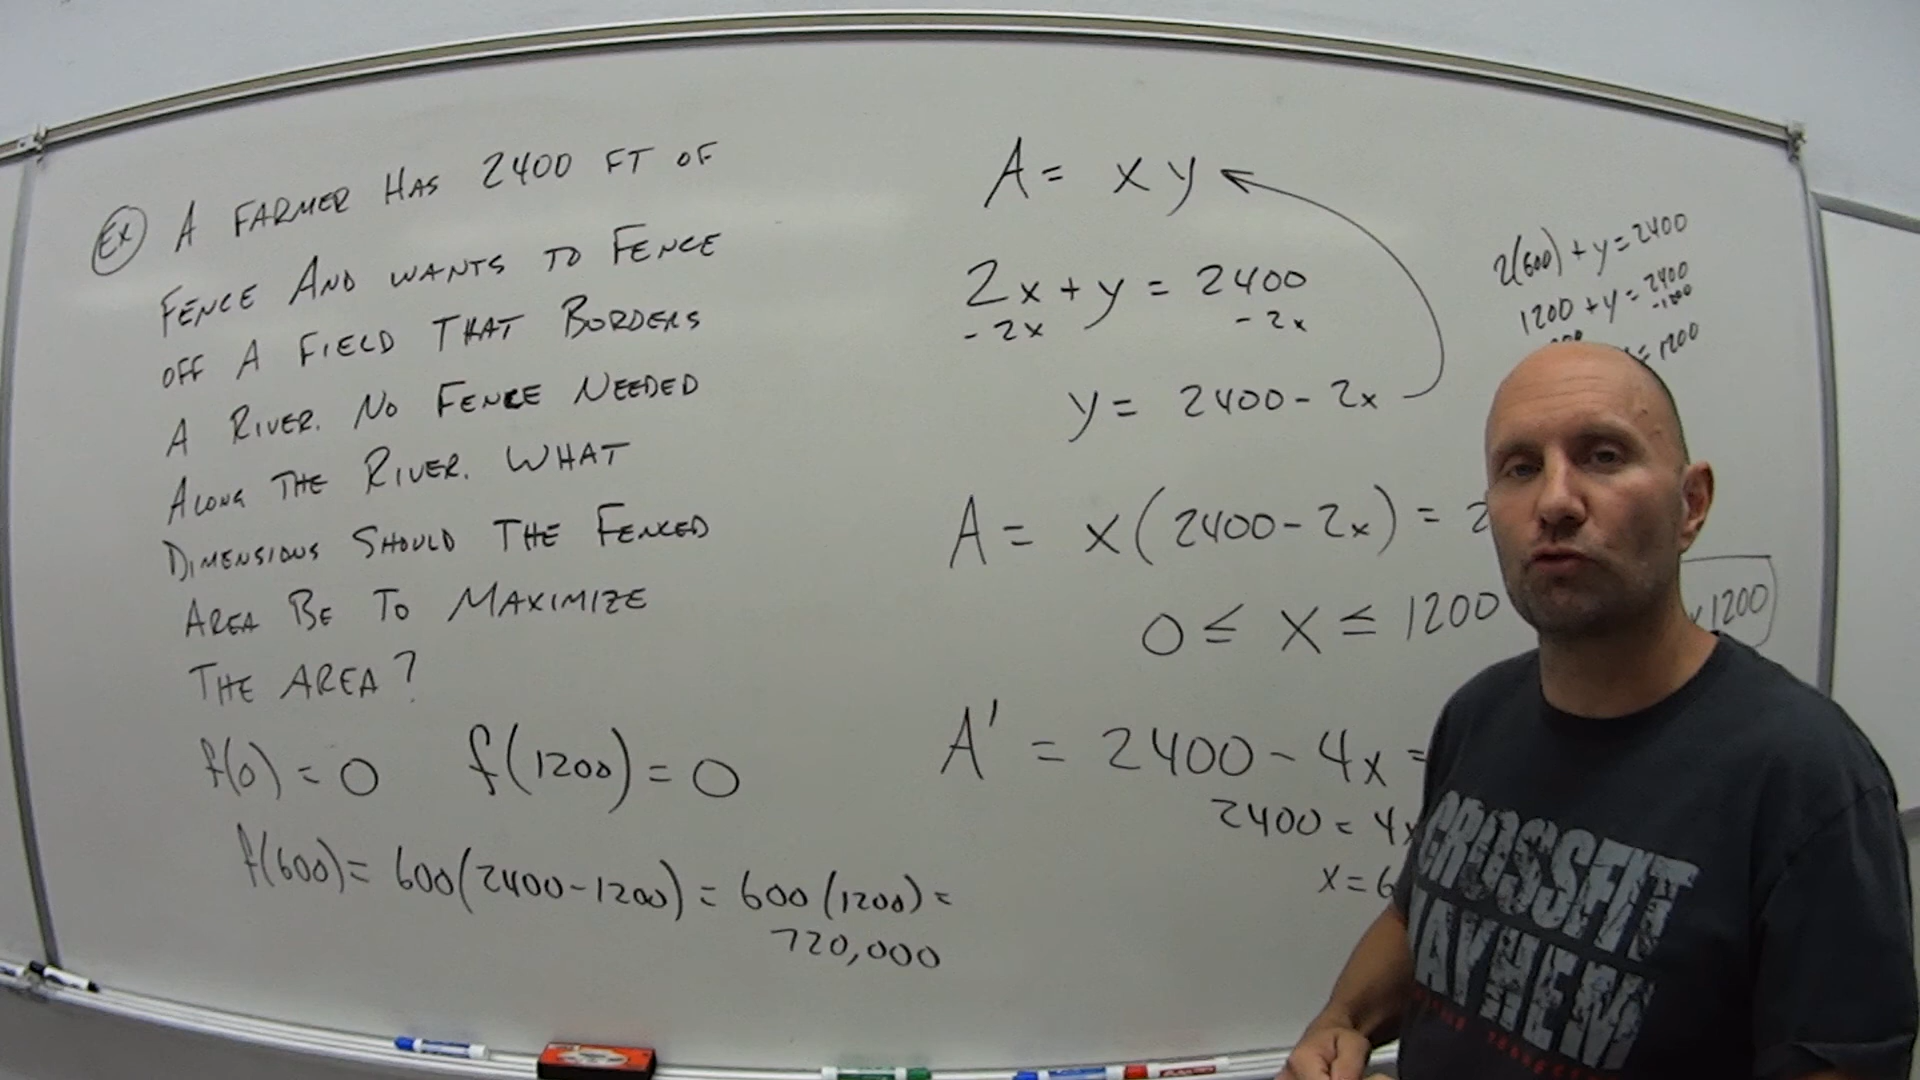 Ex A FARMER HAS 2400 FT OF
FENCE AND WANTS TO FENCE
OFF A FIELD THAT BORDERS
A RIVER. NO FENCE NEEDED
ALONG THE RIVER. WHAT
DIMENSIONS SHOULD THE FENCED
AREA BE TO MAXIMIZE
THE AREA?
f(0) = 0 f(1200) = 0
f(600) = 600(2400-1200) = 600(1200) =
720,000
A = xy
2x + y = 2400
-2x -2x
y = 2400 - 2x
A = x(2400-2x) = 2
0 ≤ x ≤ 1200
A' = 2400 - 4x =
2400 = 4x
x = 6
2(600) + y = 2400
1200 + y = 2400
-1200
= 1200
1200
CROSSFIT
MAYHEM